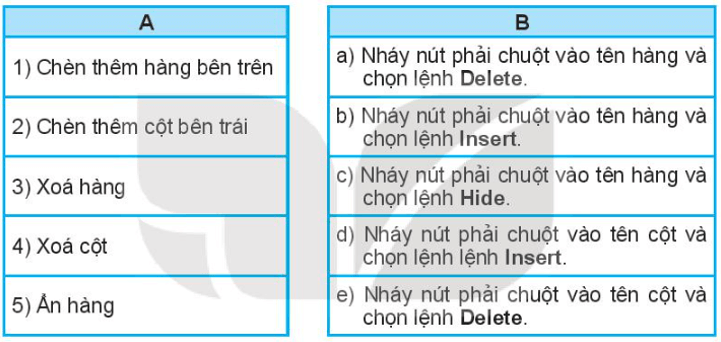 A
1) Chèn thêm hàng bên trên
2) Chèn thêm cột bên trái
3) Xoá hàng
4) Xoá cột
5) Ẩn hàng
B
a) Nháy nút phải chuột vào tên hàng và
chọn lệnh Delete.
b) Nháy nút phải chuột vào tên hàng và
chọn lệnh Insert.
c) Nháy nút phải chuột vào tên hàng và
chọn lệnh Hide.
d) Nháy nút phải chuột vào tên cột và
chọn lệnh lệnh Insert.
e) Nháy nút phải chuột vào tên cột và
chọn lệnh Delete.